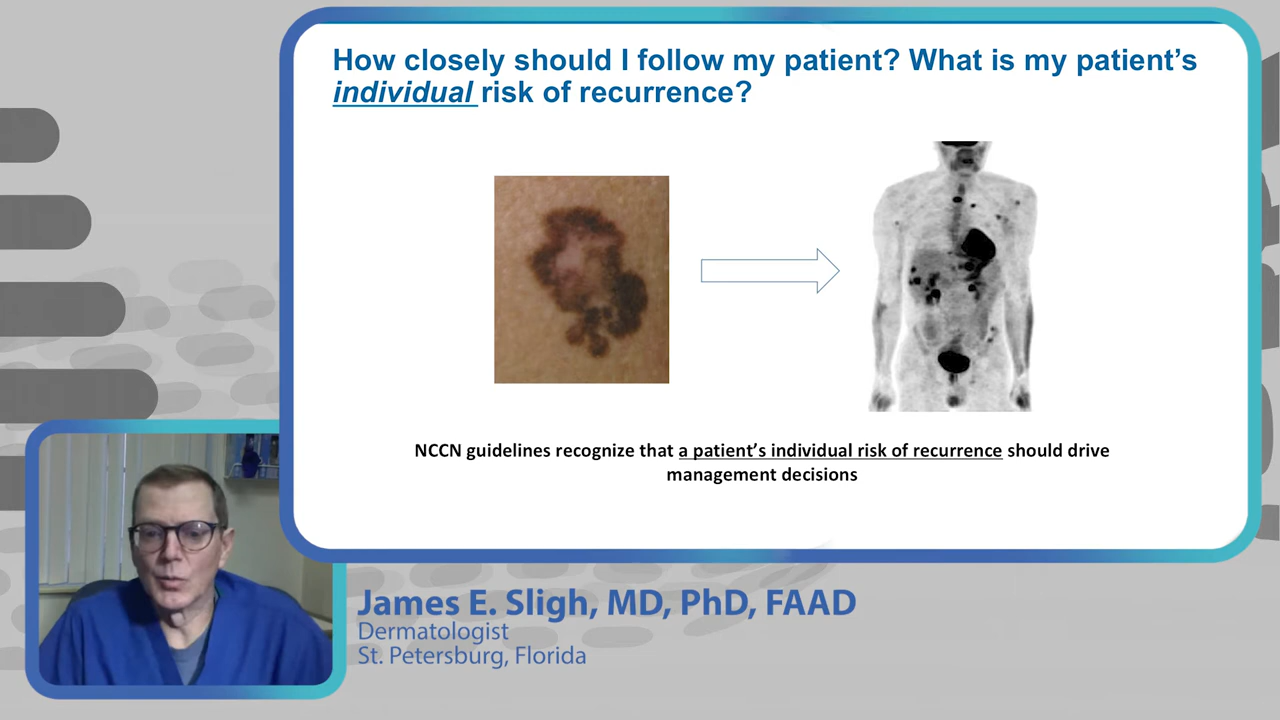 How closely should I follow my patient? What is my patient’s
individual risk of recurrence?
NCCN guidelines recognize that a patient’s individual risk of recurrence should drive
management decisions
James E. Sligh, MD, PhD, FAAD
Dermatologist
St. Petersburg, Florida